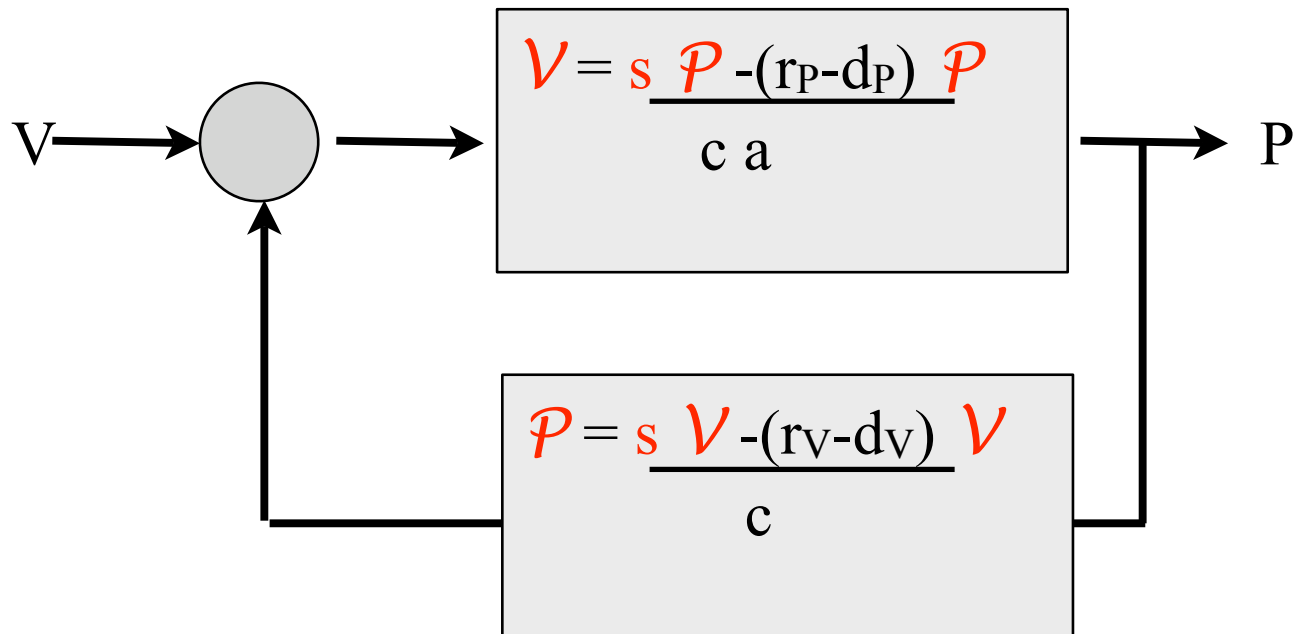 𝒱 = s 𝒫 -(rP-dP) 𝒫
c a
V
P
𝒫 = s 𝒱 -(rV-dV) 𝒱
c